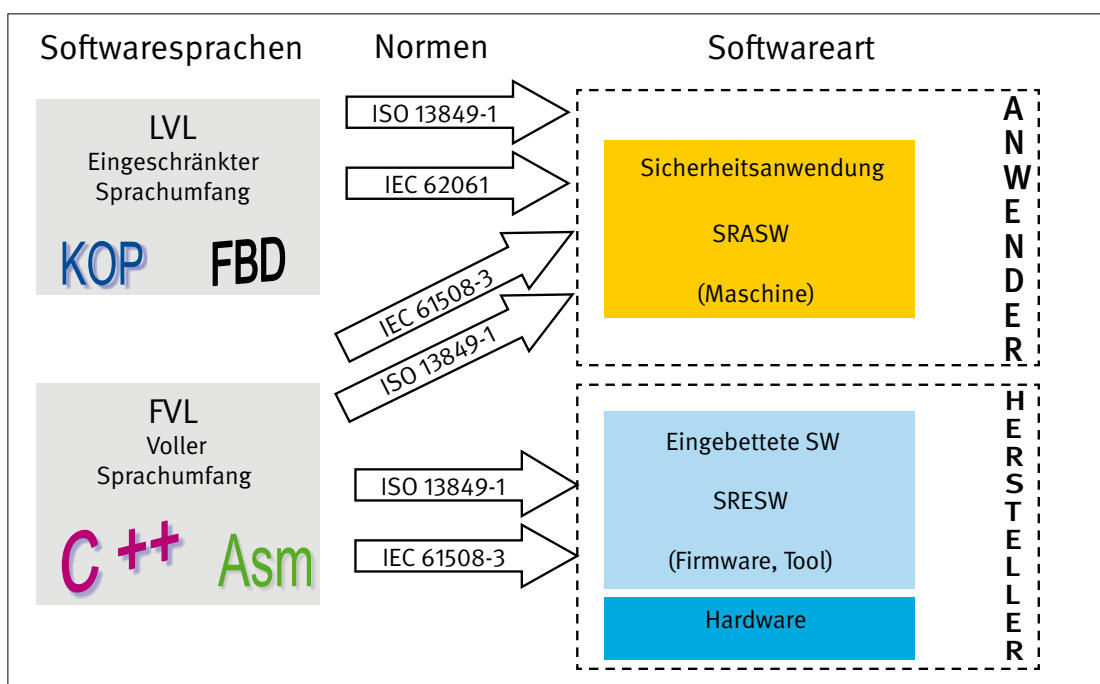 Softwaresprachen
Normen
Softwareart
LVL
Eingeschränkter
Sprachumfang
KOP FBD
ISO 13849-1
IEC 62061
IEC 61508-3
ISO 13849-1
Sicherheitsanwendung
SRASW
(Maschine)
ANWENDER
FVL
Voller
Sprachumfang
C ++ Asm
ISO 13849-1
IEC 61508-3
Eingebettete SW
SRESW
(Firmware, Tool)
Hardware
HERSTELLER